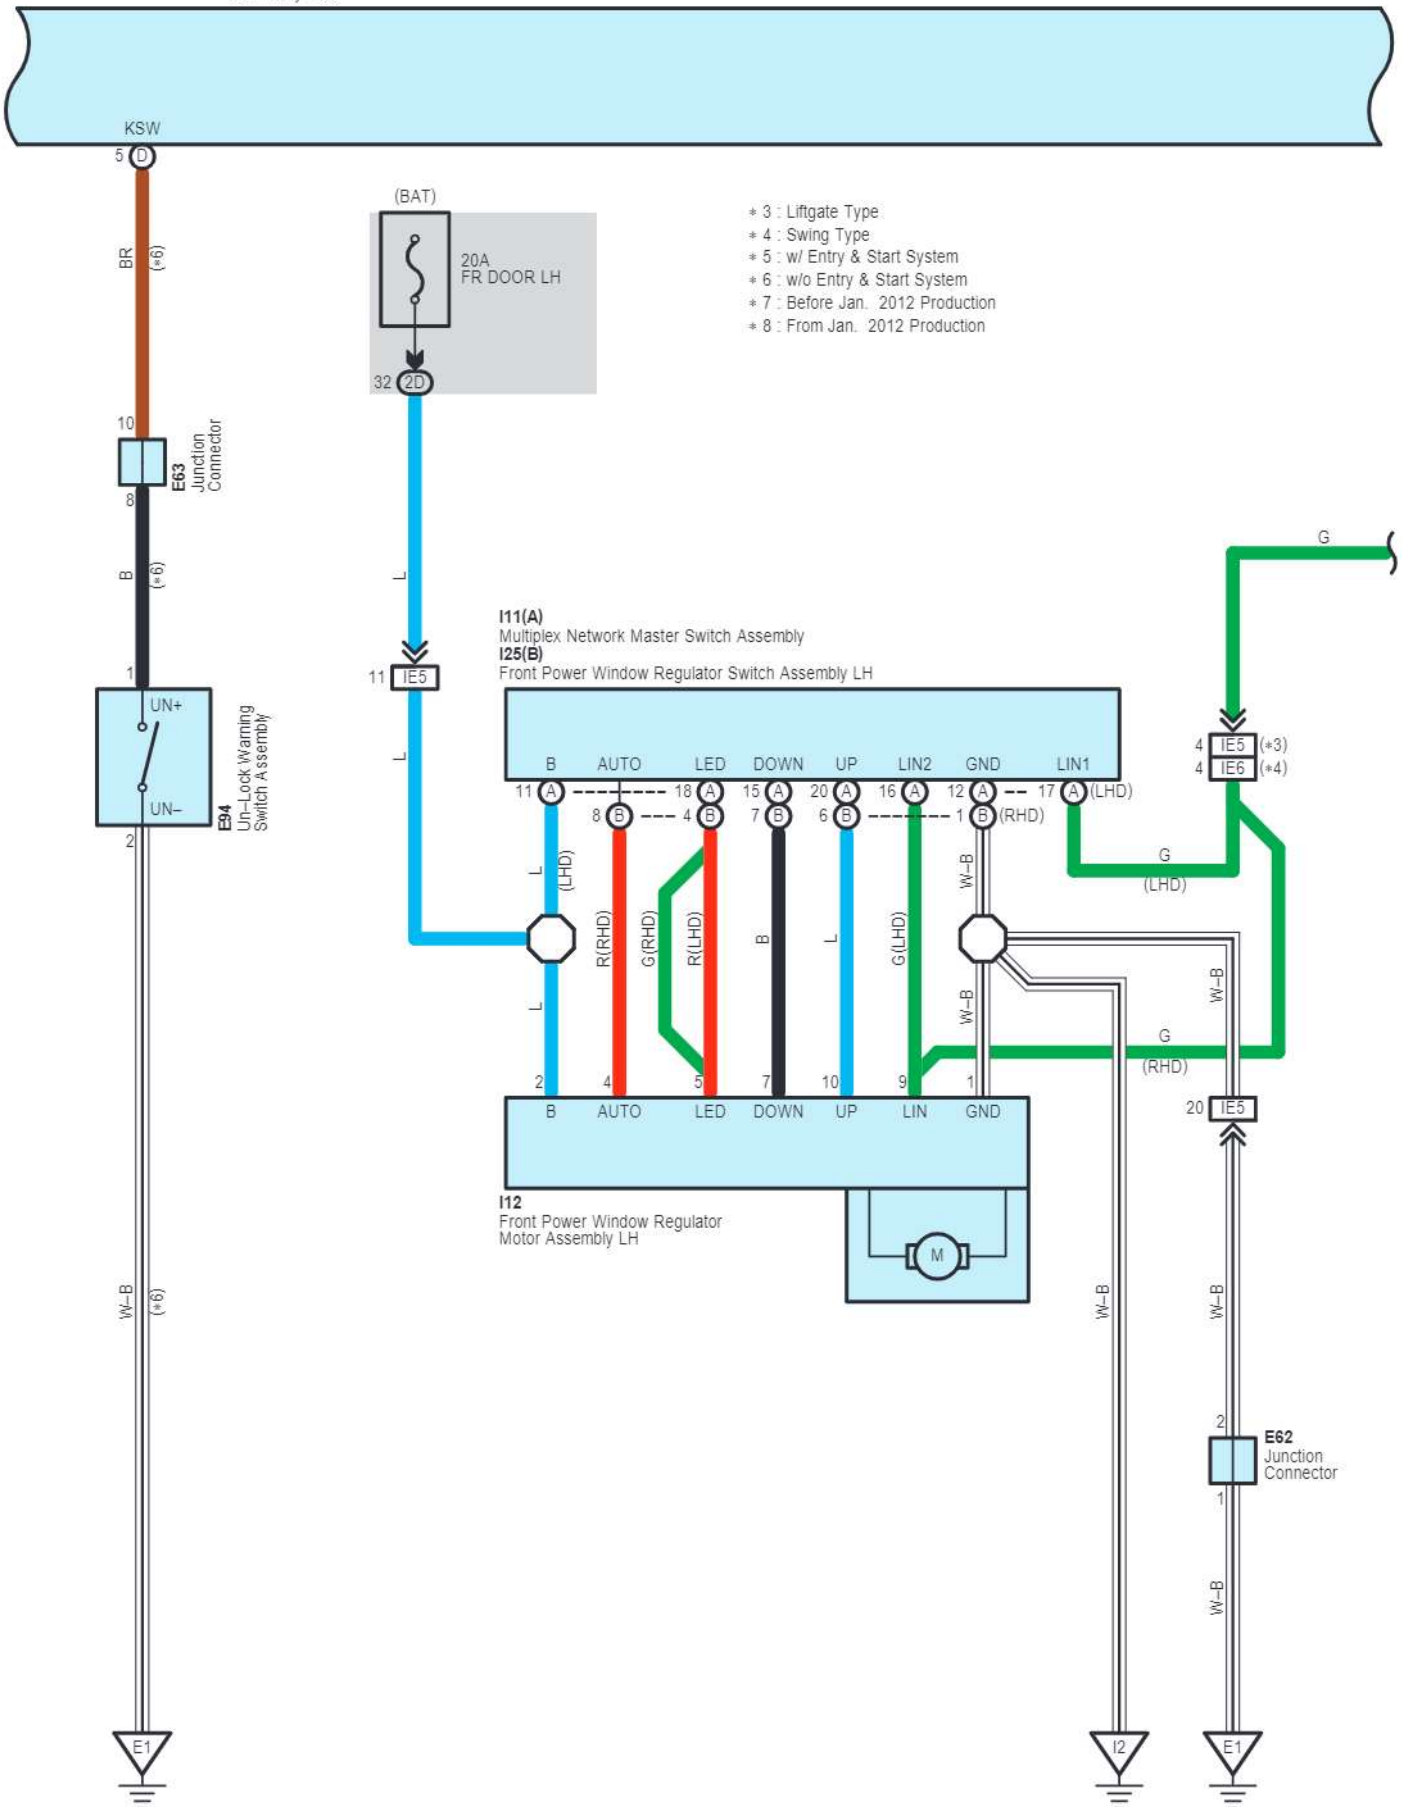 KSW
5 D
(BAT)
20A
FR DOOR LH
32 2D
* 3 : Liftgate Type
* 4 : Swing Type
* 5 : w/ Entry & Start System
* 6 : w/o Entry & Start System
* 7 : Before Jan. 2012 Production
* 8 : From Jan. 2012 Production
BR
(*6)
10
E63
Junction
Connector
8
B
(*6)
1
UN+
UN–
E94
Un–Lock Warning
Switch Assembly
2
W–B
(*6)
E1
L
11 IE5
L
G
4 IE5 (*3)
4 IE6 (*4)
I11(A)
Multiplex Network Master Switch Assembly
I25(B)
Front Power Window Regulator Switch Assembly LH
B AUTO LED DOWN UP LIN2 GND LIN1
11 A 18 A 15 A 20 A 16 A 12 A 17 A (LHD)
8 B 4 B 7 B 6 B 1 B (RHD)
L
(LHD)
W–B
G
(LHD)
R(RHD)
G(RHD)
R(LHD)
B
L
G(LHD)
L
W–B
W–B
G
(RHD)
2 4 5 7 10 9 1
B AUTO LED DOWN UP LIN GND
20 IE5
I12
Front Power Window Regulator
Motor Assembly LH
M
W–B
W–B
2
E62
Junction
Connector
1
W–B
I2
E1